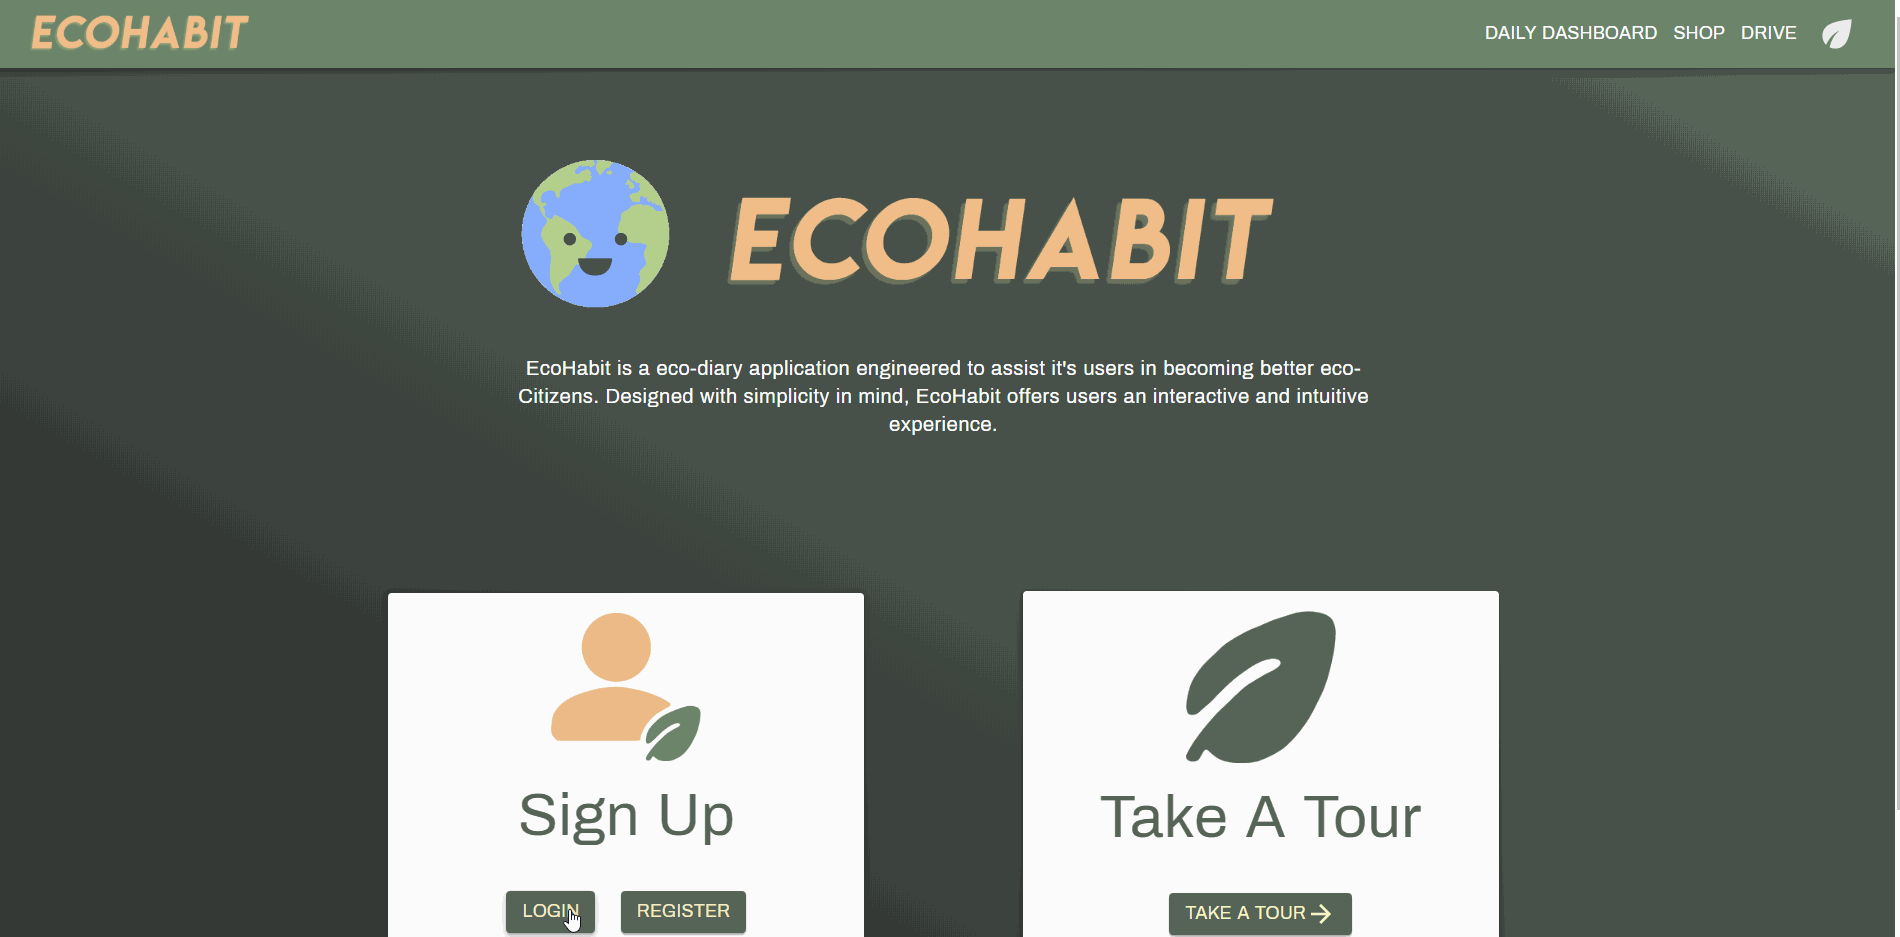 ECOHABIT
DAILY DASHBOARD SHOP DRIVE
ECOHABIT
EcoHabit is a eco-diary application engineered to assist it's users in becoming better eco-
Citizens. Designed with simplicity in mind, EcoHabit offers users an interactive and intuitive
experience.
Sign Up
LOGIN REGISTER
Take A Tour
TAKE A TOUR